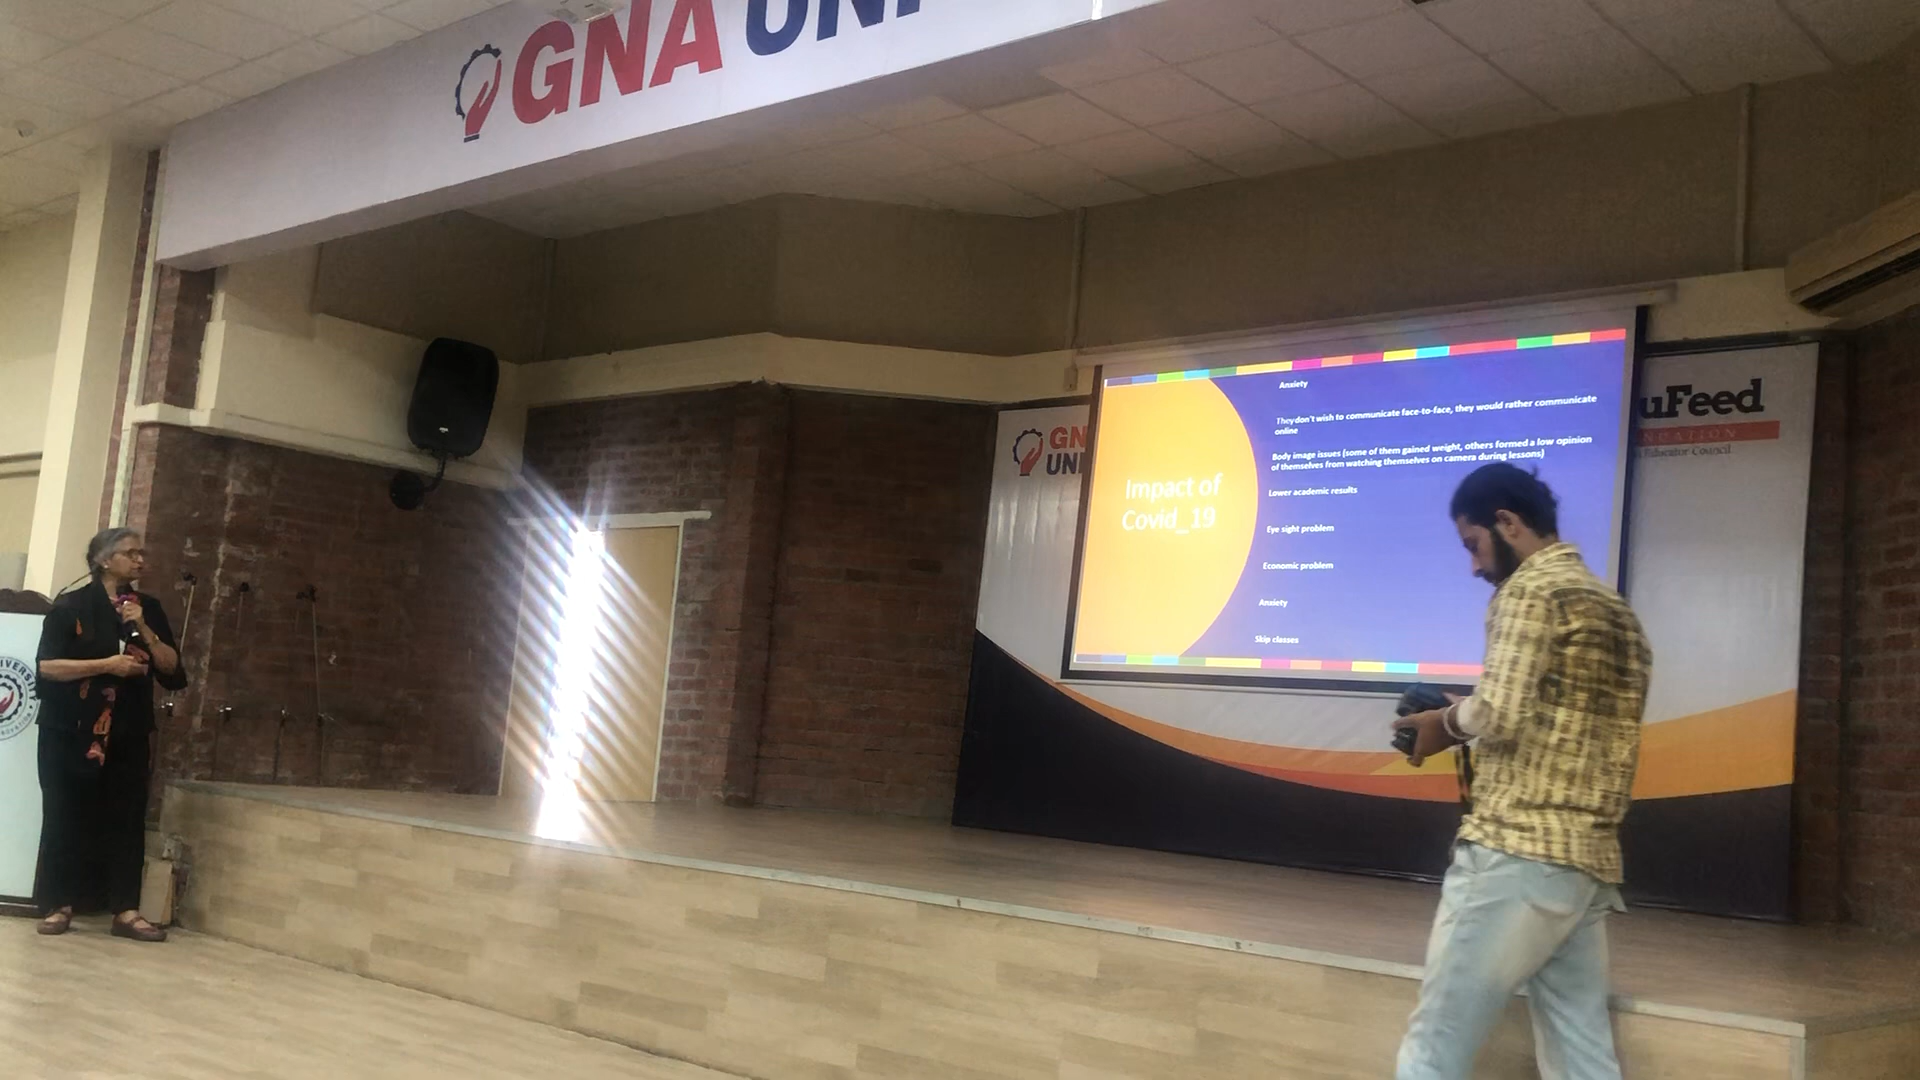 GNA UNI
GN
UNI
uFeed
Educator Council
Impact of
Covid_19
Anxiety
They don't wish to communicate face-to-face, they would rather communicate
online
Body image issues (some of them gained weight, others formed a low opinion
of themselves from watching themselves on camera during lessons)
Lower academic results
Eye sight problem
Economic problem
Anxiety
Skip classes
IVERSITY